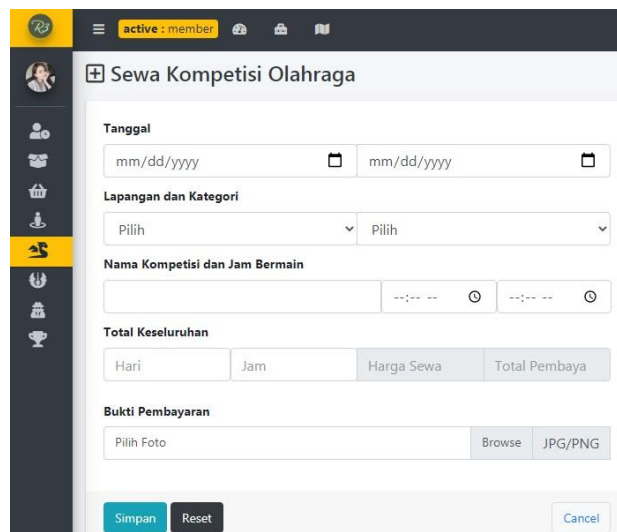 R3
active : member
Sewa Kompetisi Olahraga
Tanggal
mm/dd/yyyy mm/dd/yyyy
Lapangan dan Kategori
Pilih Pilih
Nama Kompetisi dan Jam Bermain
--:-- -- --:-- --
Total Keseluruhan
Hari Jam Harga Sewa Total Pembaya
Bukti Pembayaran
Pilih Foto Browse JPG/PNG
Simpan Reset Cancel